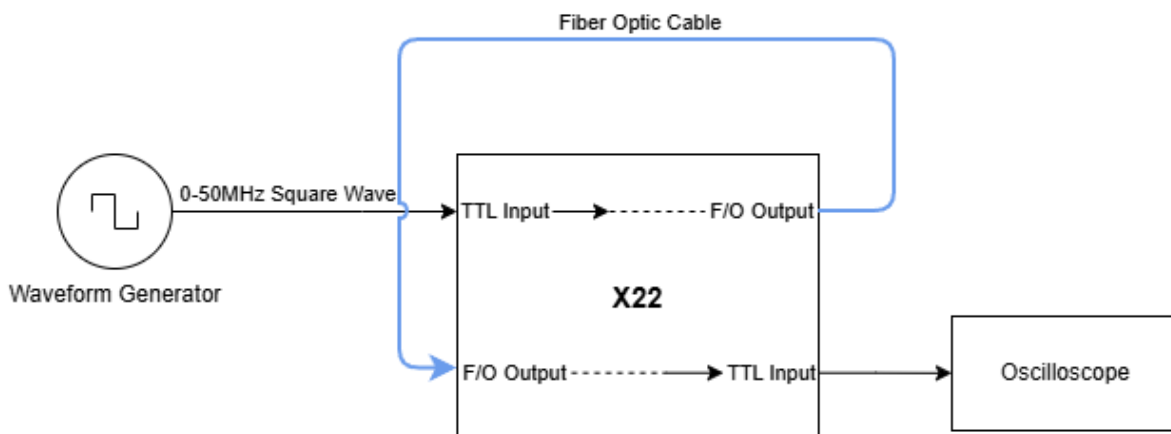 Fiber Optic Cable
0-50MHz Square Wave
TTL Input
F/O Output
Waveform Generator
X22
F/O Output
TTL Input
Oscilloscope